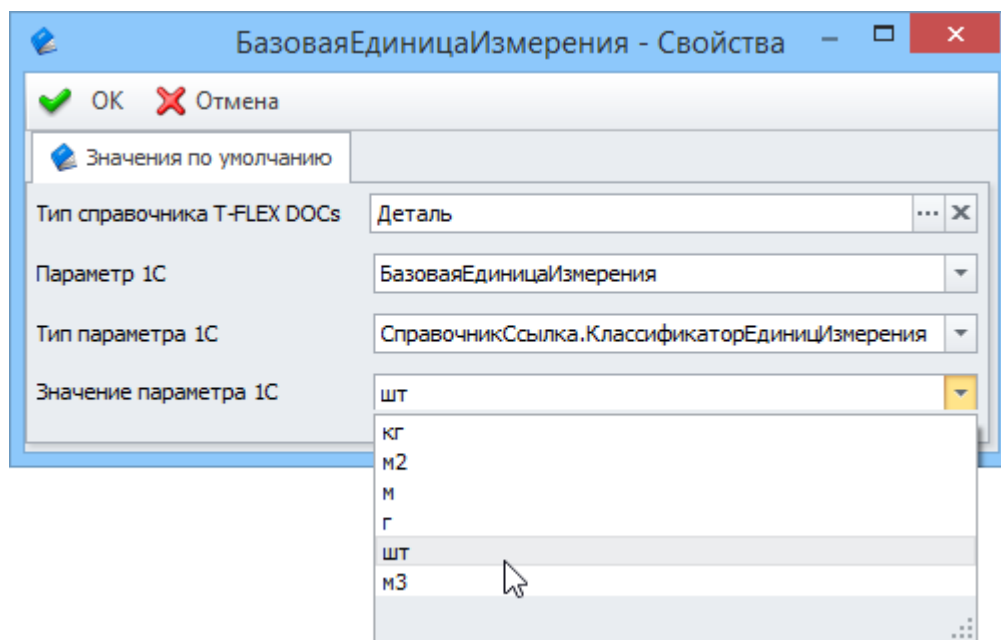 БазоваяЕдиницаИзмерения - Свойства
ОК Отмена
Значения по умолчанию
Тип справочника T-FLEX DOCs Деталь
Параметр 1С БазоваяЕдиницаИзмерения
Тип параметра 1С СправочникСсылка.КлассификаторЕдиницИзмерения
Значение параметра 1С шт
кг
м2
м
г
шт
м3